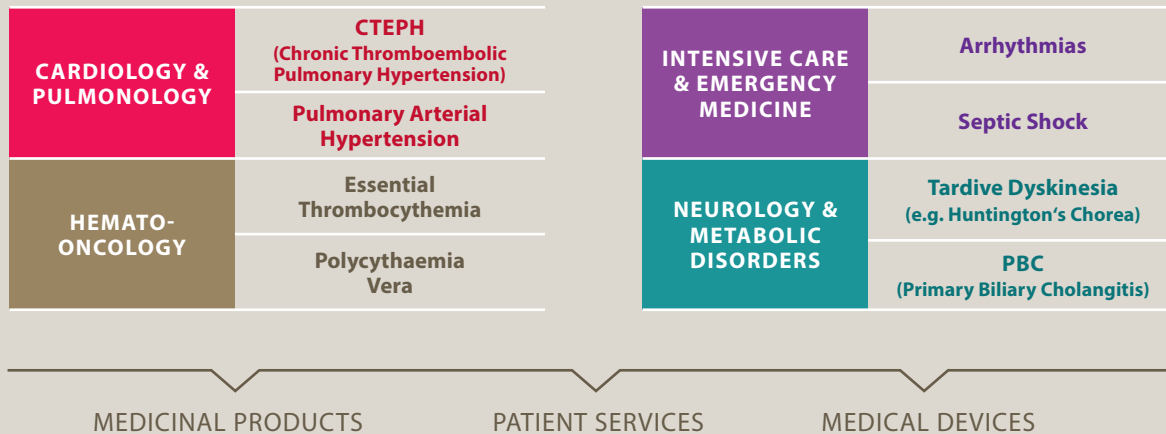 CARDIOLOGY &
PULMONOLOGY
CTEPH
(Chronic Thromboembolic
Pulmonary Hypertension)
Pulmonary Arterial
Hypertension
HEMATO-
ONCOLOGY
Essential
Thrombocythemia
Polycythaemia
Vera
INTENSIVE CARE
& EMERGENCY
MEDICINE
Arrhythmias
Septic Shock
NEUROLOGY &
METABOLIC
DISORDERS
Tardive Dyskinesia
(e.g. Huntington‘s Chorea)
PBC
(Primary Biliary Cholangitis)
MEDICINAL PRODUCTS
PATIENT SERVICES
MEDICAL DEVICES